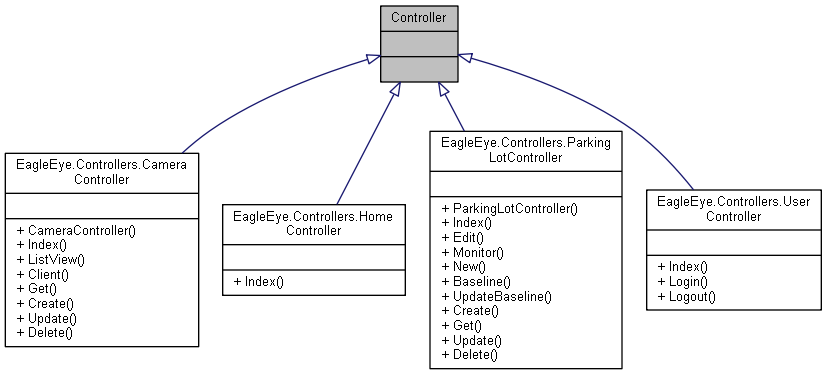 Controller
EagleEye.Controllers.Camera
Controller
+ CameraController()
+ Index()
+ ListView()
+ Client()
+ Get()
+ Create()
+ Update()
+ Delete()
EagleEye.Controllers.Home
Controller
+ Index()
EagleEye.Controllers.Parking
LotController
+ ParkingLotController()
+ Index()
+ Edit()
+ Monitor()
+ New()
+ Baseline()
+ UpdateBaseline()
+ Create()
+ Get()
+ Update()
+ Delete()
EagleEye.Controllers.User
Controller
+ Index()
+ Login()
+ Logout()